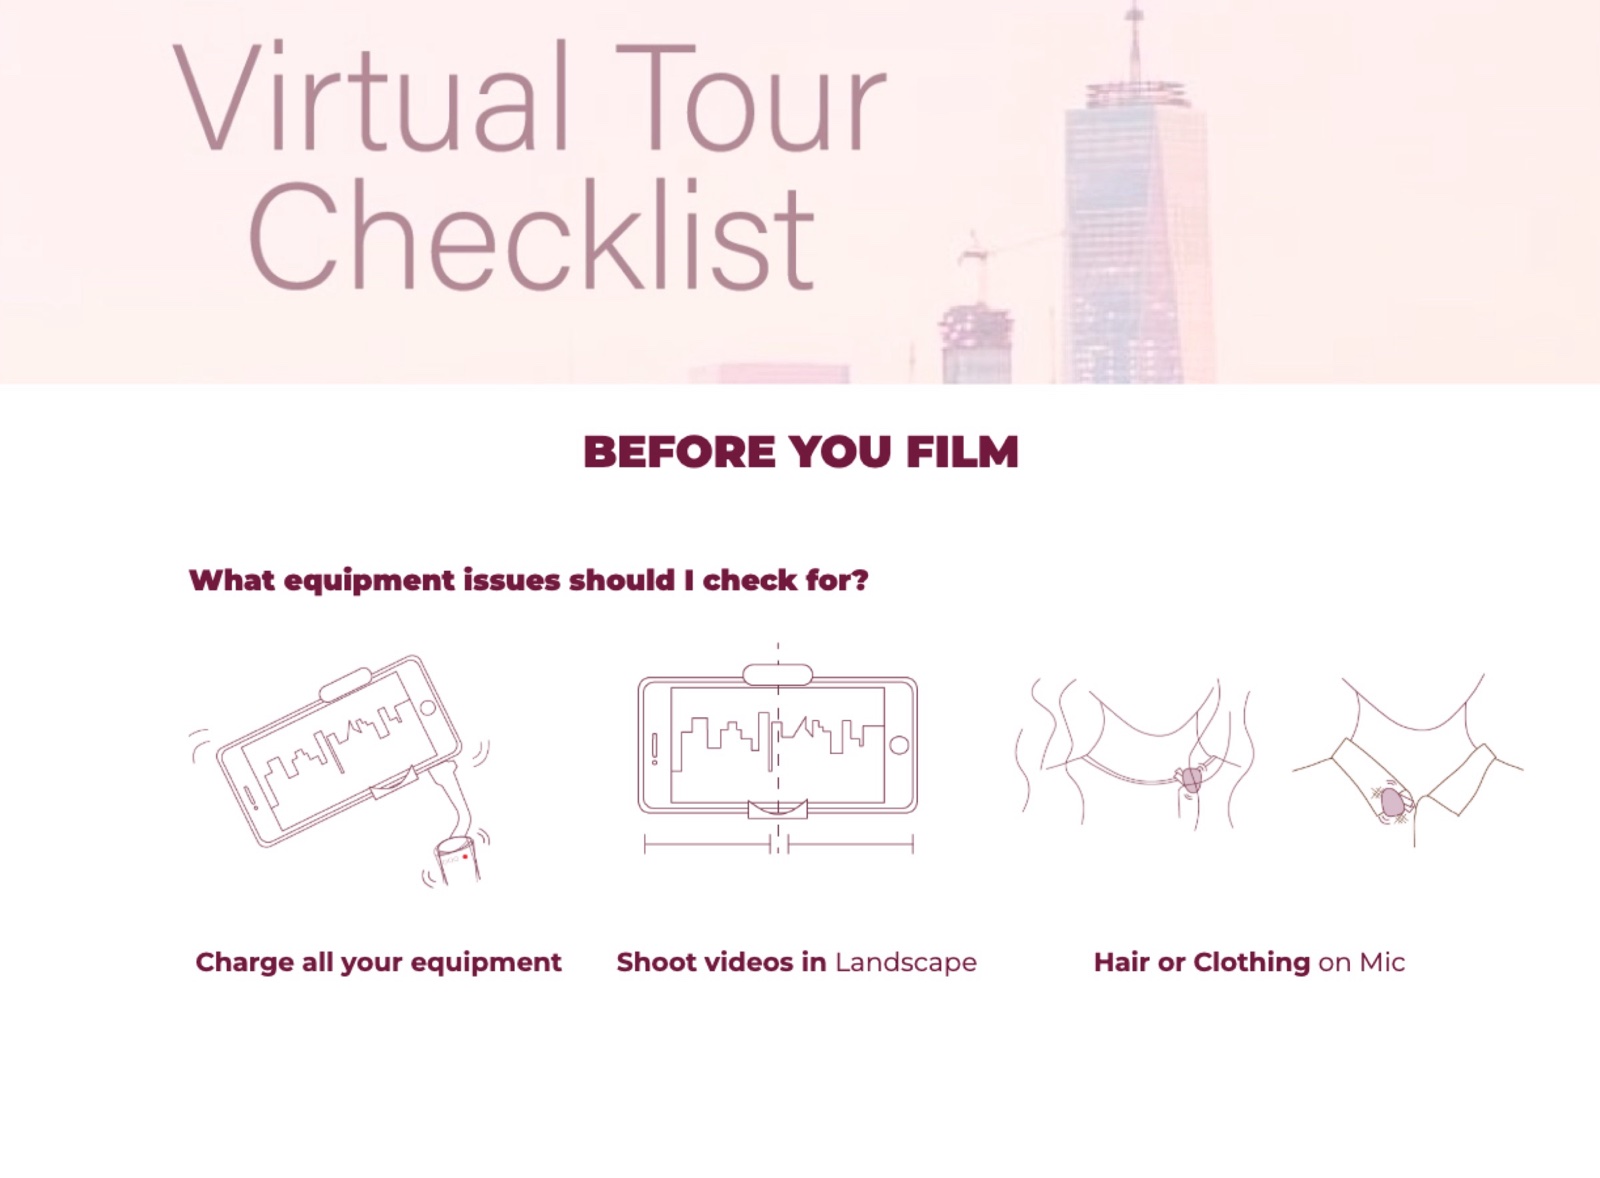 Virtual Tour
Checklist
BEFORE YOU FILM
What equipment issues should I check for?
Charge all your equipment
Shoot videos in Landscape
Hair or Clothing on Mic